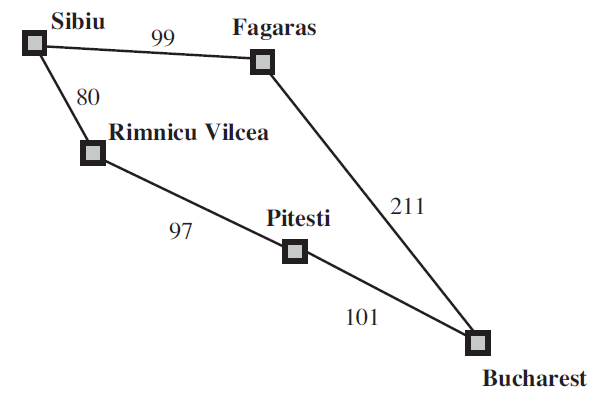 Sibiu
99
Fagaras
80
Rimnicu Vilcea
97
Pitesti
211
101
Bucharest